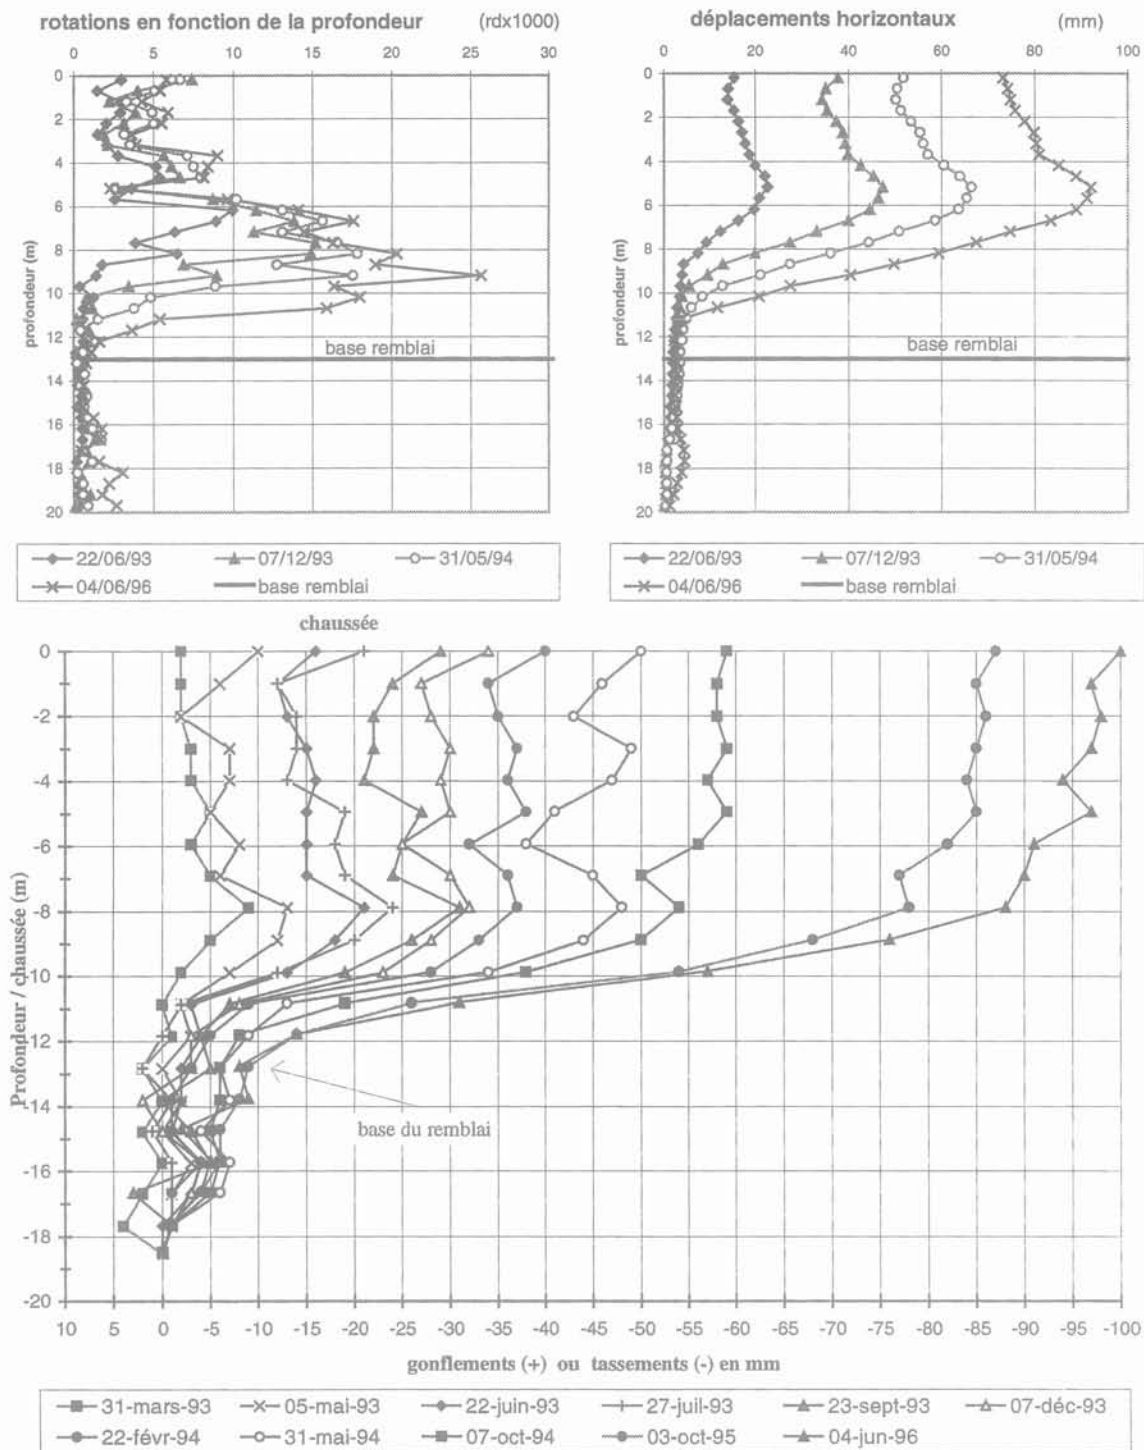 rotations en fonction de la profondeur (rdx1000)
0 5 10 15 20 25 30
0
2
4
6
8
10
12
14
16
18
20
profondeur (m)
base remblai
22/06/93 07/12/93 31/05/94
04/06/96 base remblai
déplacements horizontaux (mm)
0 20 40 60 80 100
0
2
4
6
8
10
12
14
16
18
20
profondeur (m)
base remblai
22/06/93 07/12/93 31/05/94
04/06/96 base remblai
chaussée
0
-2
-4
-6
-8
-10
-12
-14
-16
-18
-20
Profondeur / chaussée (m)
base du remblai
10 5 0 -5 -10 -15 -20 -25 -30 -35 -40 -45 -50 -55 -60 -65 -70 -75 -80 -85 -90 -95 -100
gonflements (+) ou tassements (-) en mm
31-mars-93 05-mai-93 22-juin-93 27-juil-93 23-sept-93 07-déc-93
22-févr-94 31-mai-94 07-oct-94 03-oct-95 04-jun-96